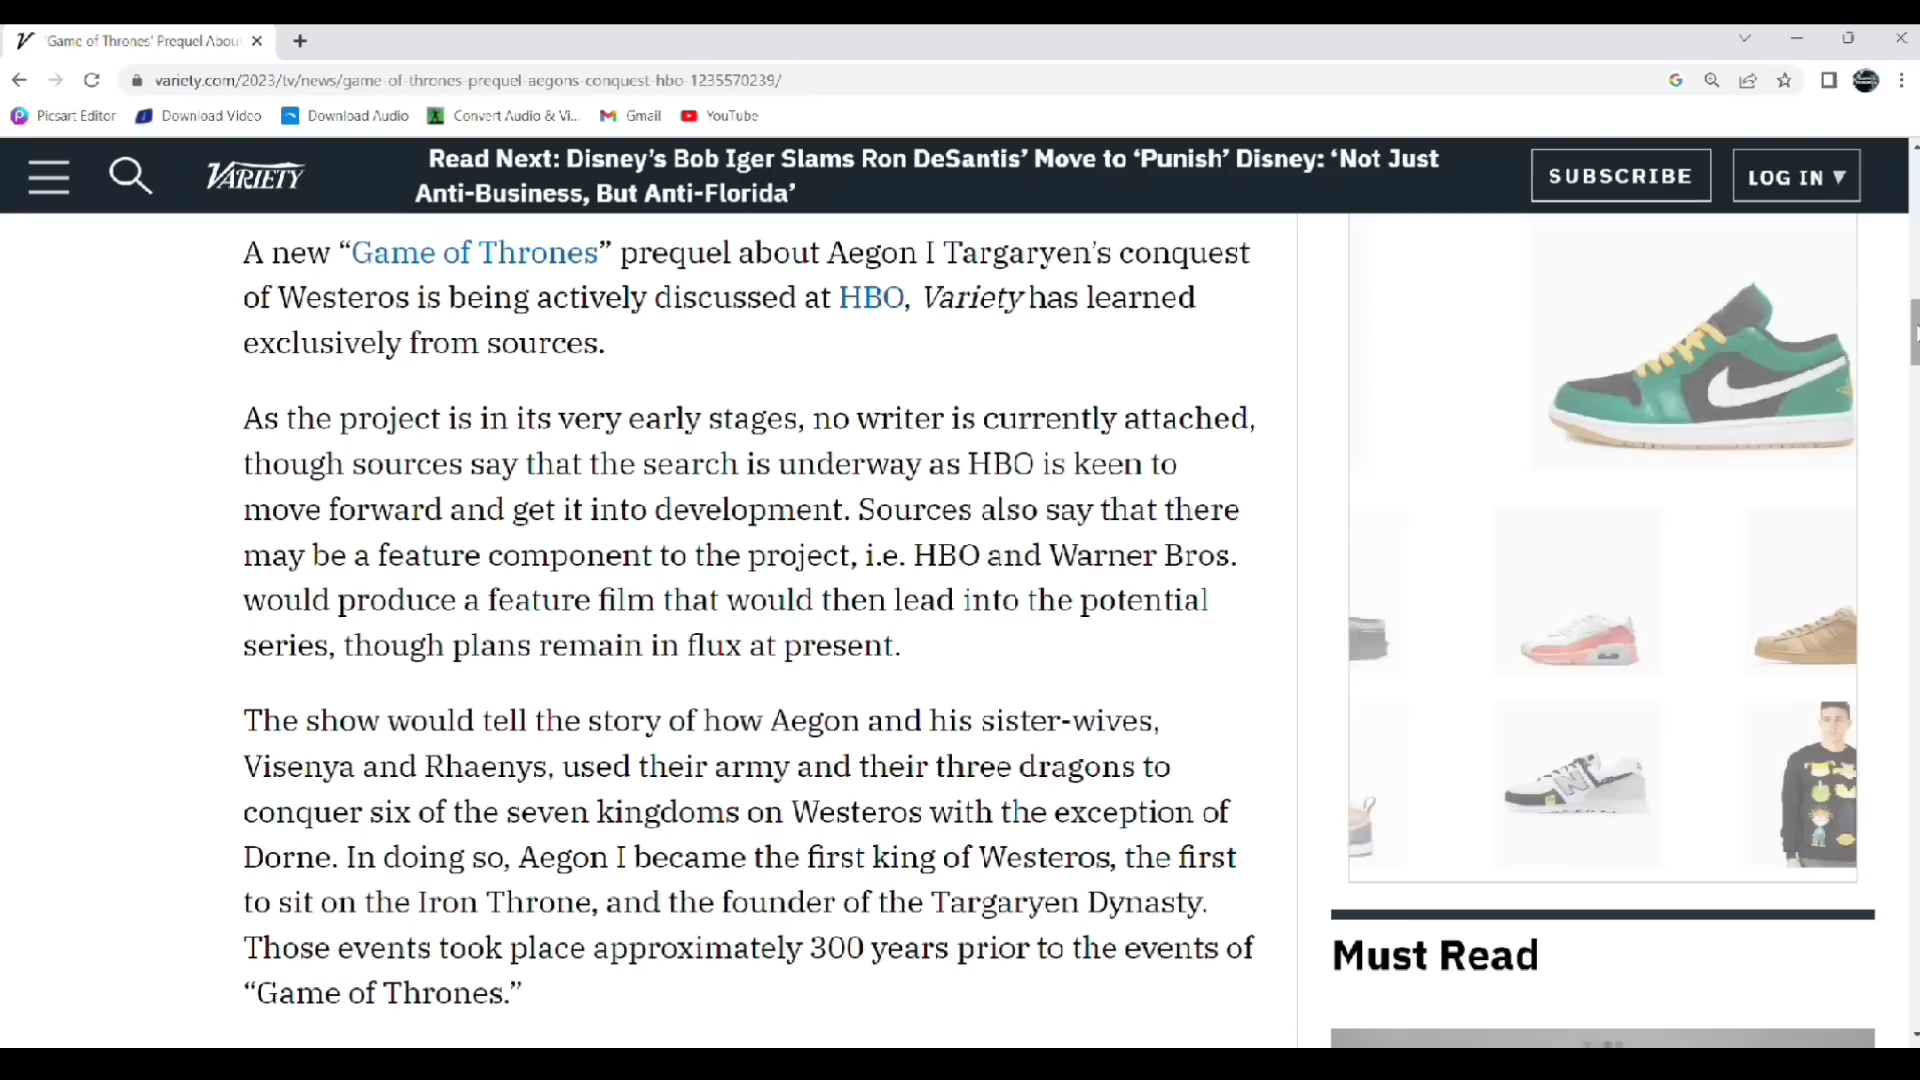 'Game of Thrones' Prequel Abou
variety.com/2023/tv/news/game-of-thrones-prequel-aegons-conquest-hbo-1235570239/
Picsart Editor Download Video Download Audio Convert Audio & Vi... Gmail YouTube
VARIETY
Read Next: Disney's Bob Iger Slams Ron DeSantis' Move to ‘Punish’ Disney: ‘Not Just
Anti-Business, But Anti-Florida’
SUBSCRIBE
LOG IN ▼
A new “Game of Thrones” prequel about Aegon I Targaryen's conquest
of Westeros is being actively discussed at HBO, Variety has learned
exclusively from sources.
As the project is in its very early stages, no writer is currently attached,
though sources say that the search is underway as HBO is keen to
move forward and get it into development. Sources also say that there
may be a feature component to the project, i.e. HBO and Warner Bros.
would produce a feature film that would then lead into the potential
series, though plans remain in flux at present.
The show would tell the story of how Aegon and his sister-wives,
Visenya and Rhaenys, used their army and their three dragons to
conquer six of the seven kingdoms on Westeros with the exception of
Dorne. In doing so, Aegon I became the first king of Westeros, the first
to sit on the Iron Throne, and the founder of the Targaryen Dynasty.
Those events took place approximately 300 years prior to the events of
“Game of Thrones.”
Must Read